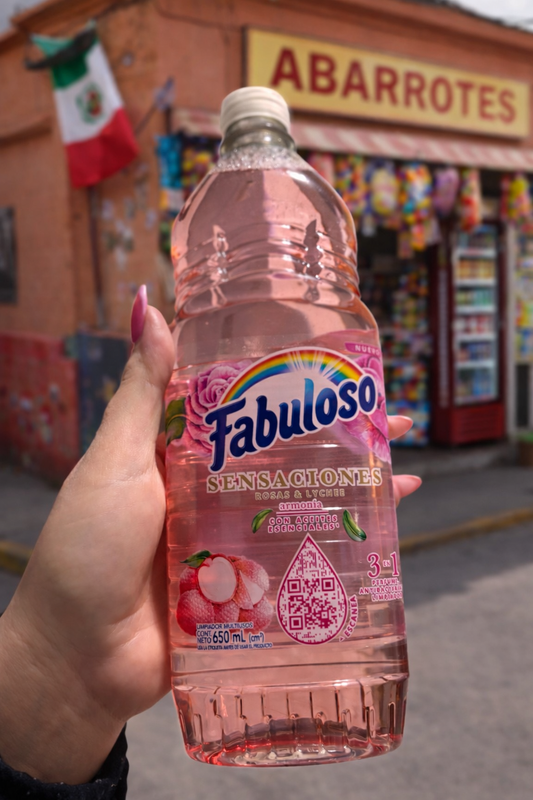 ABARROTES
NUEVO
Fabuloso
SENSACIONES
ROSAS & LYCHEE
armonía
CON ACEITES
ESENCIALES
3 EN 1
ESCANEA
LIMPIADOR MULTIUSOS
CONT.
NETO 650 mL (cm³)